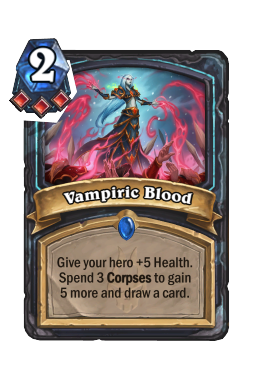 2
Vampiric Blood
Give your hero +5 Health.
Spend 3 Corpses to gain
5 more and draw a card.